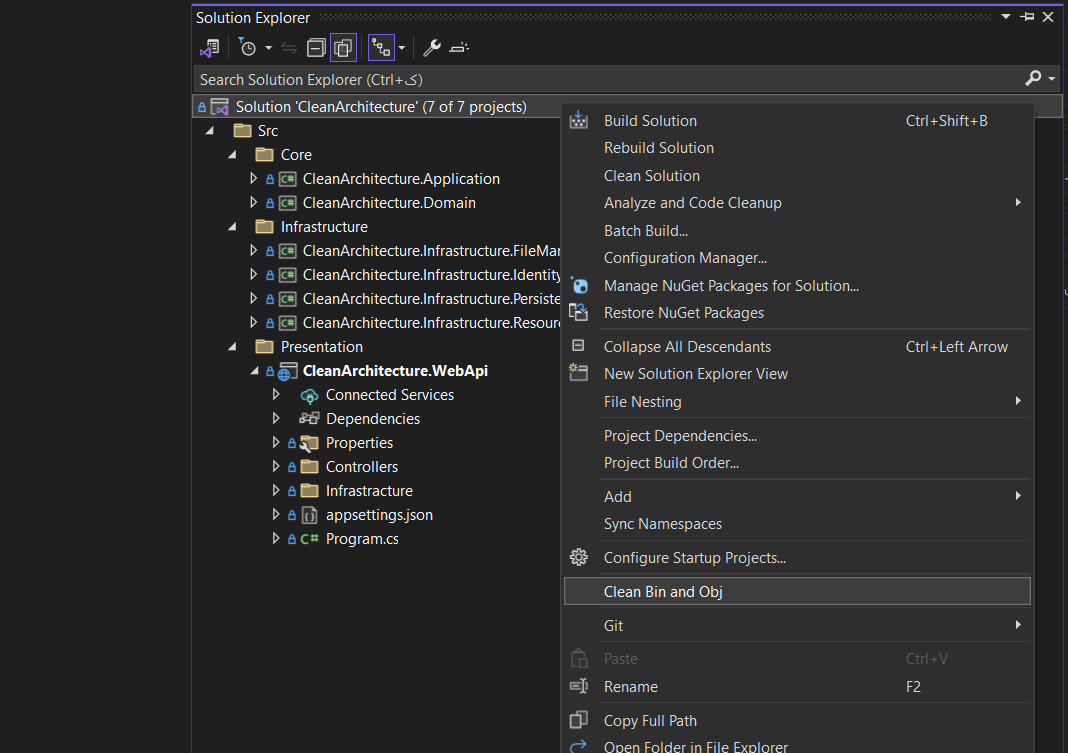 Solution Explorer
Search Solution Explorer (Ctrl+ک)
Solution 'CleanArchitecture' (7 of 7 projects)
Src
Core
C# CleanArchitecture.Application
C# CleanArchitecture.Domain
Infrastructure
C# CleanArchitecture.Infrastructure.FileMa
C# CleanArchitecture.Infrastructure.Identity
C# CleanArchitecture.Infrastructure.Persiste
C# CleanArchitecture.Infrastructure.Resour
Presentation
CleanArchitecture.WebApi
Connected Services
Dependencies
Properties
Controllers
Infrastracture
appsettings.json
C# Program.cs
Build Solution Ctrl+Shift+B
Rebuild Solution
Clean Solution
Analyze and Code Cleanup
Batch Build...
Configuration Manager...
Manage NuGet Packages for Solution...
Restore NuGet Packages
Collapse All Descendants Ctrl+Left Arrow
New Solution Explorer View
File Nesting
Project Dependencies...
Project Build Order...
Add
Sync Namespaces
Configure Startup Projects...
Clean Bin and Obj
Git
Paste Ctrl+V
Rename F2
Copy Full Path
Open Folder in File Explorer